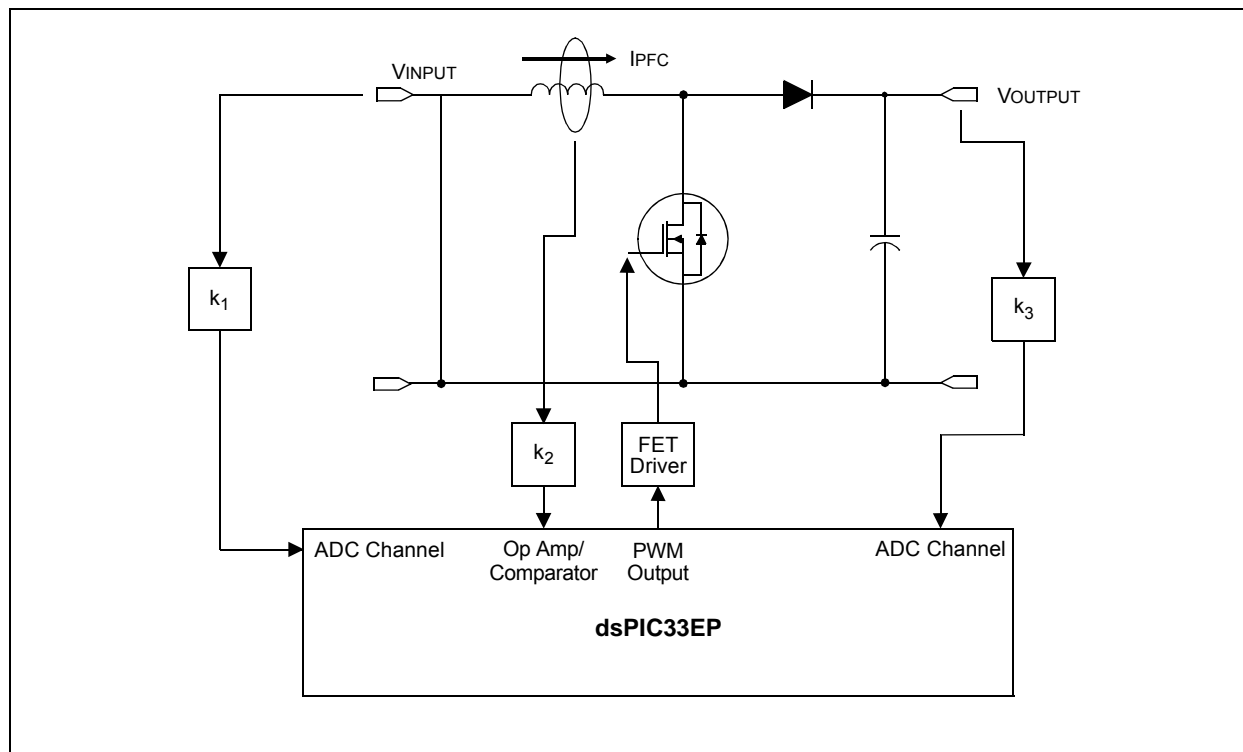 IPFC
VINPUT
VOUTPUT
k1
k3
k2
FET
Driver
ADC Channel
Op Amp/
Comparator
PWM
Output
ADC Channel
dsPIC33EP